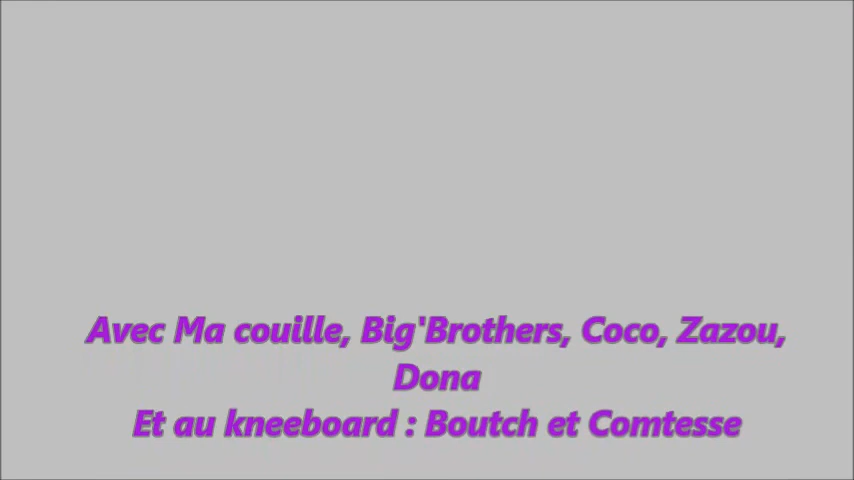 Avec Ma couille, Big'Brothers, Coco, Zazou,
Dona
Et au kneeboard : Boutch et Comtesse